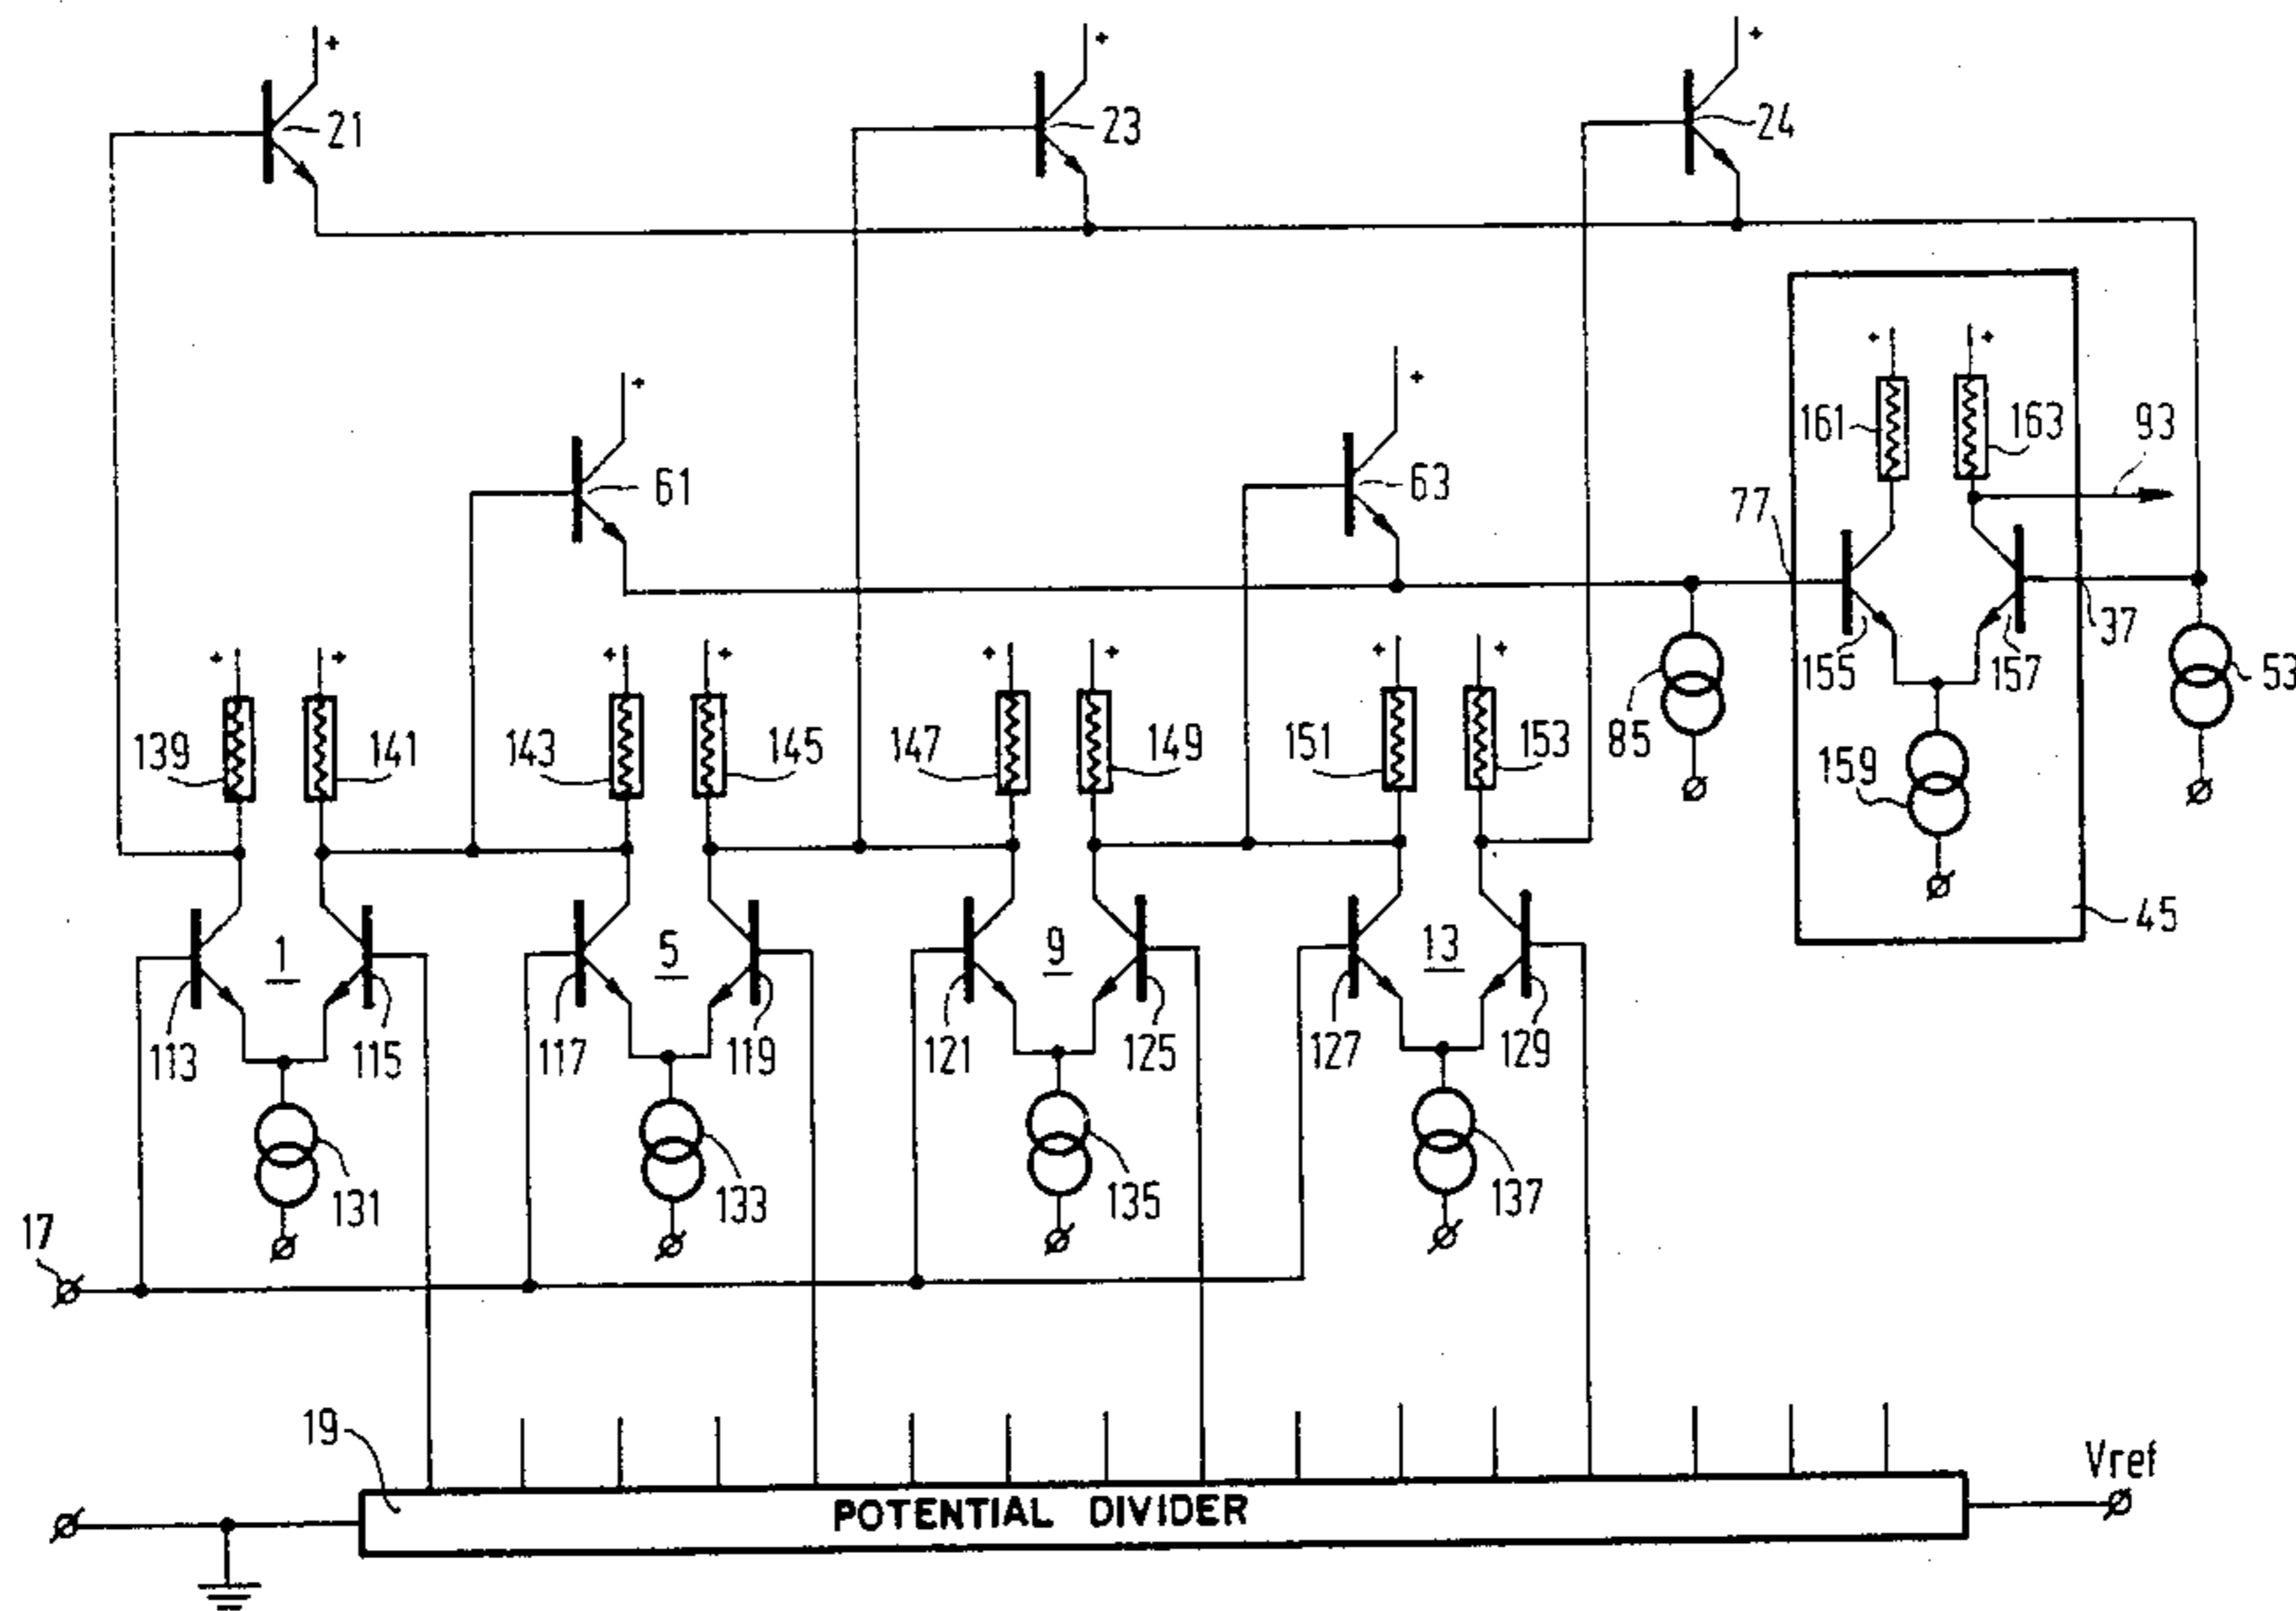 + + +
21 23 24
+ +
+ +
161 163 93
61 63
77
37
+ + + + + + + +
155 157 53
139 141 143 145 147 149 151 153 85
159
45
1 5 9 13
113 115 117 119 121 125 127 129
131 133 135 137
17
19
Vref
POTENTIAL DIVIDER